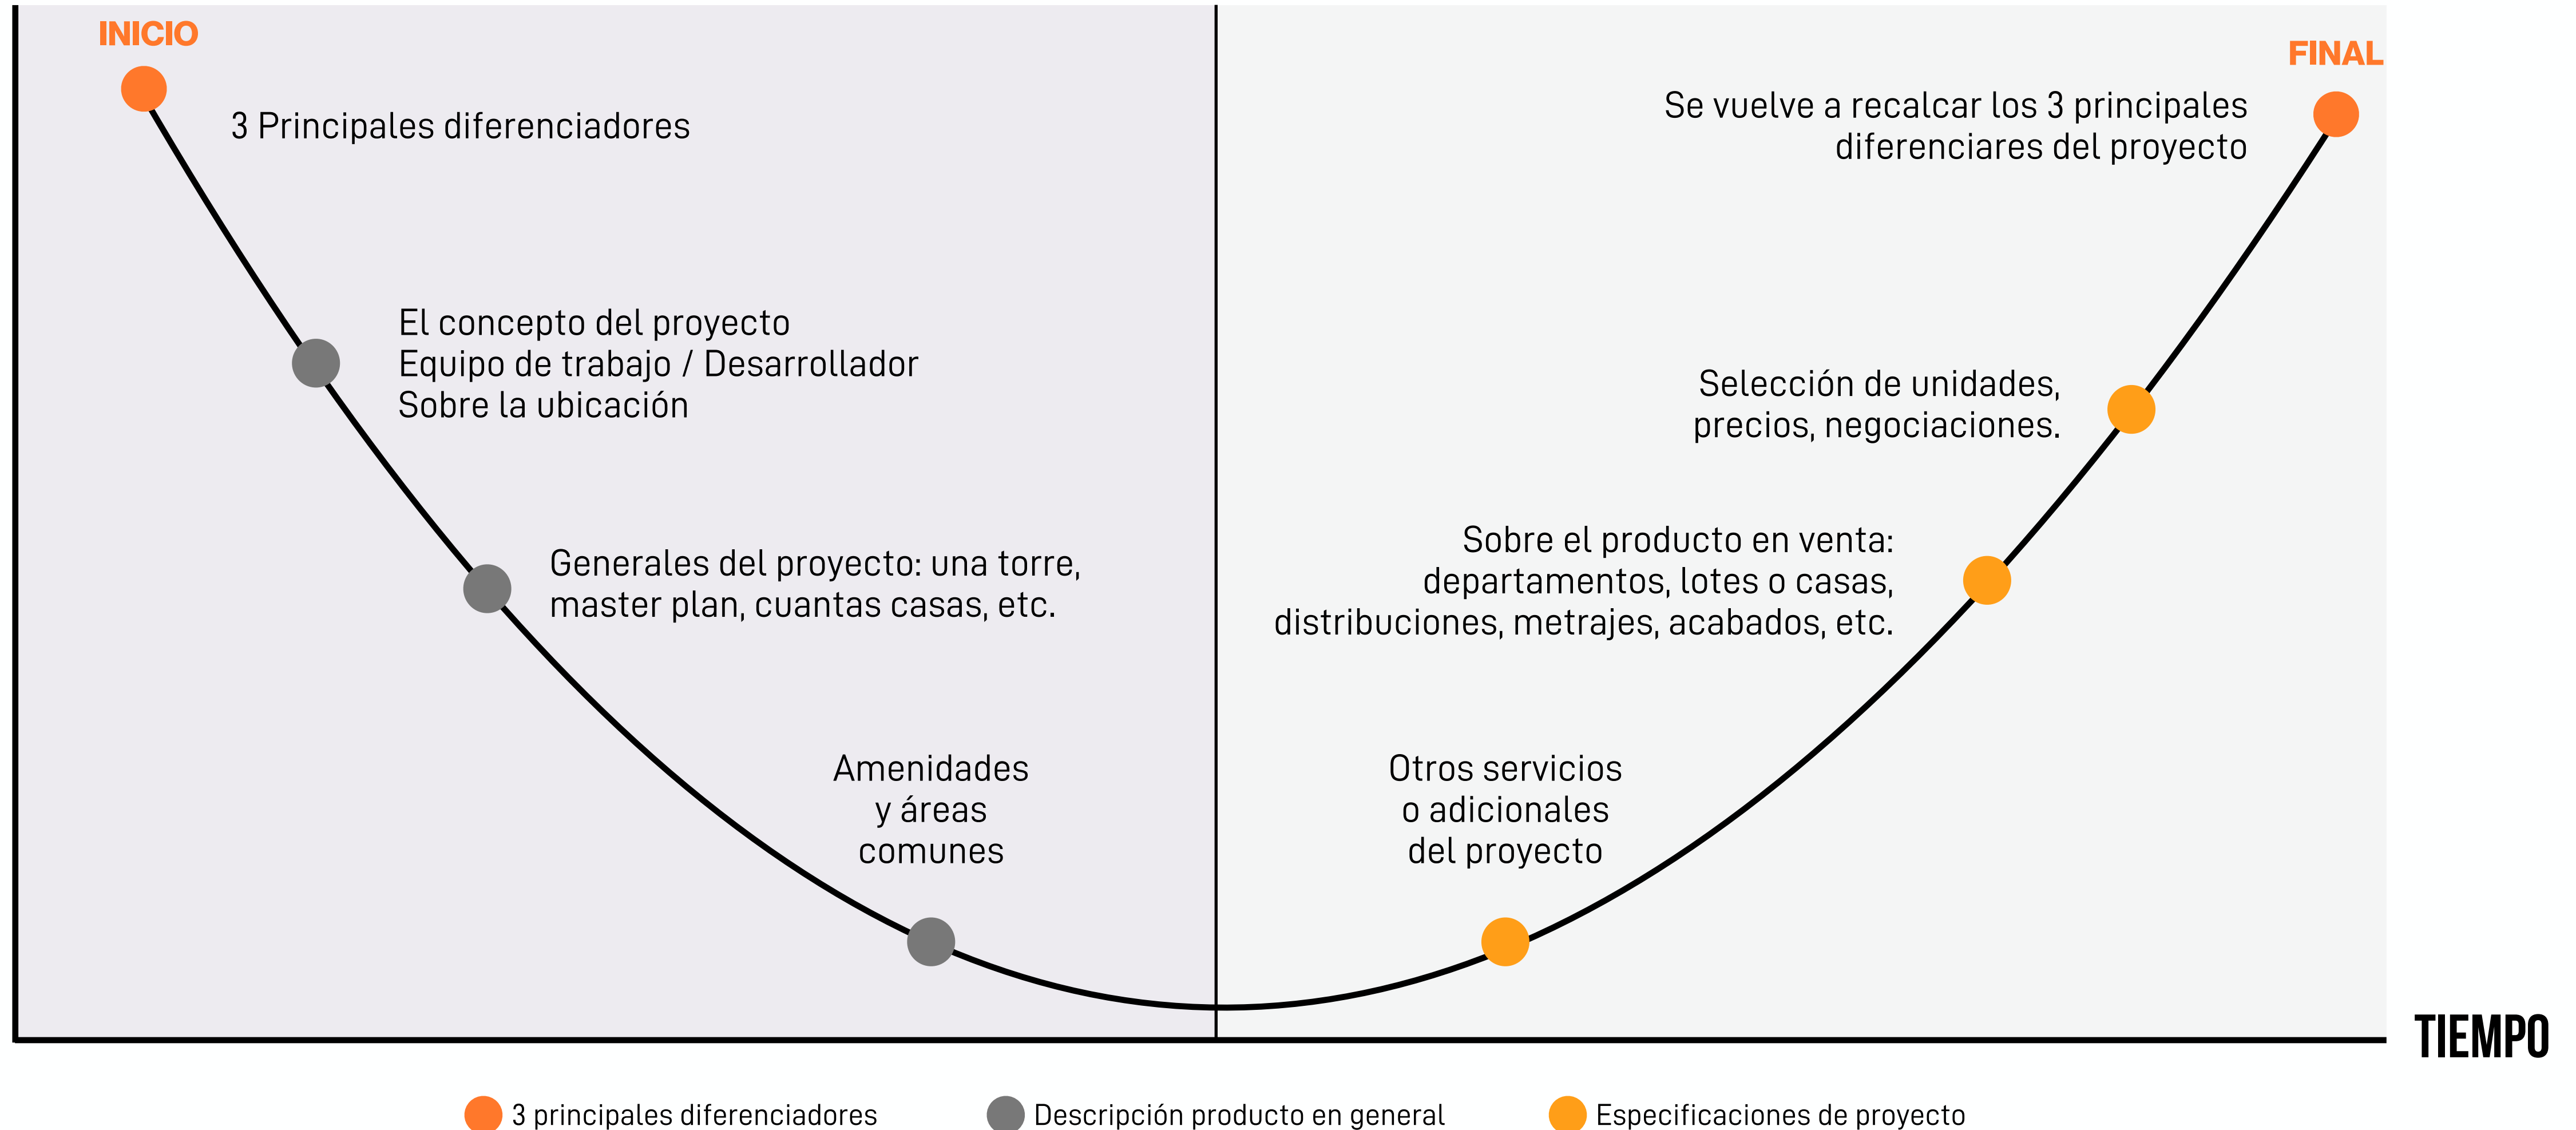 INICIO
3 Principales diferenciadores
El concepto del proyecto
Equipo de trabajo / Desarrollador
Sobre la ubicación
Generales del proyecto: una torre,
master plan, cuantas casas, etc.
Amenidades
y áreas
comunes
Otros servicios
o adicionales
del proyecto
Sobre el producto en venta:
departamentos, lotes o casas,
distribuciones, metrajes, acabados, etc.
Selección de unidades,
precios, negociaciones.
FINAL
Se vuelve a recalcar los 3 principales
diferenciares del proyecto
TIEMPO
3 principales diferenciadores
Descripción producto en general
Especificaciones de proyecto